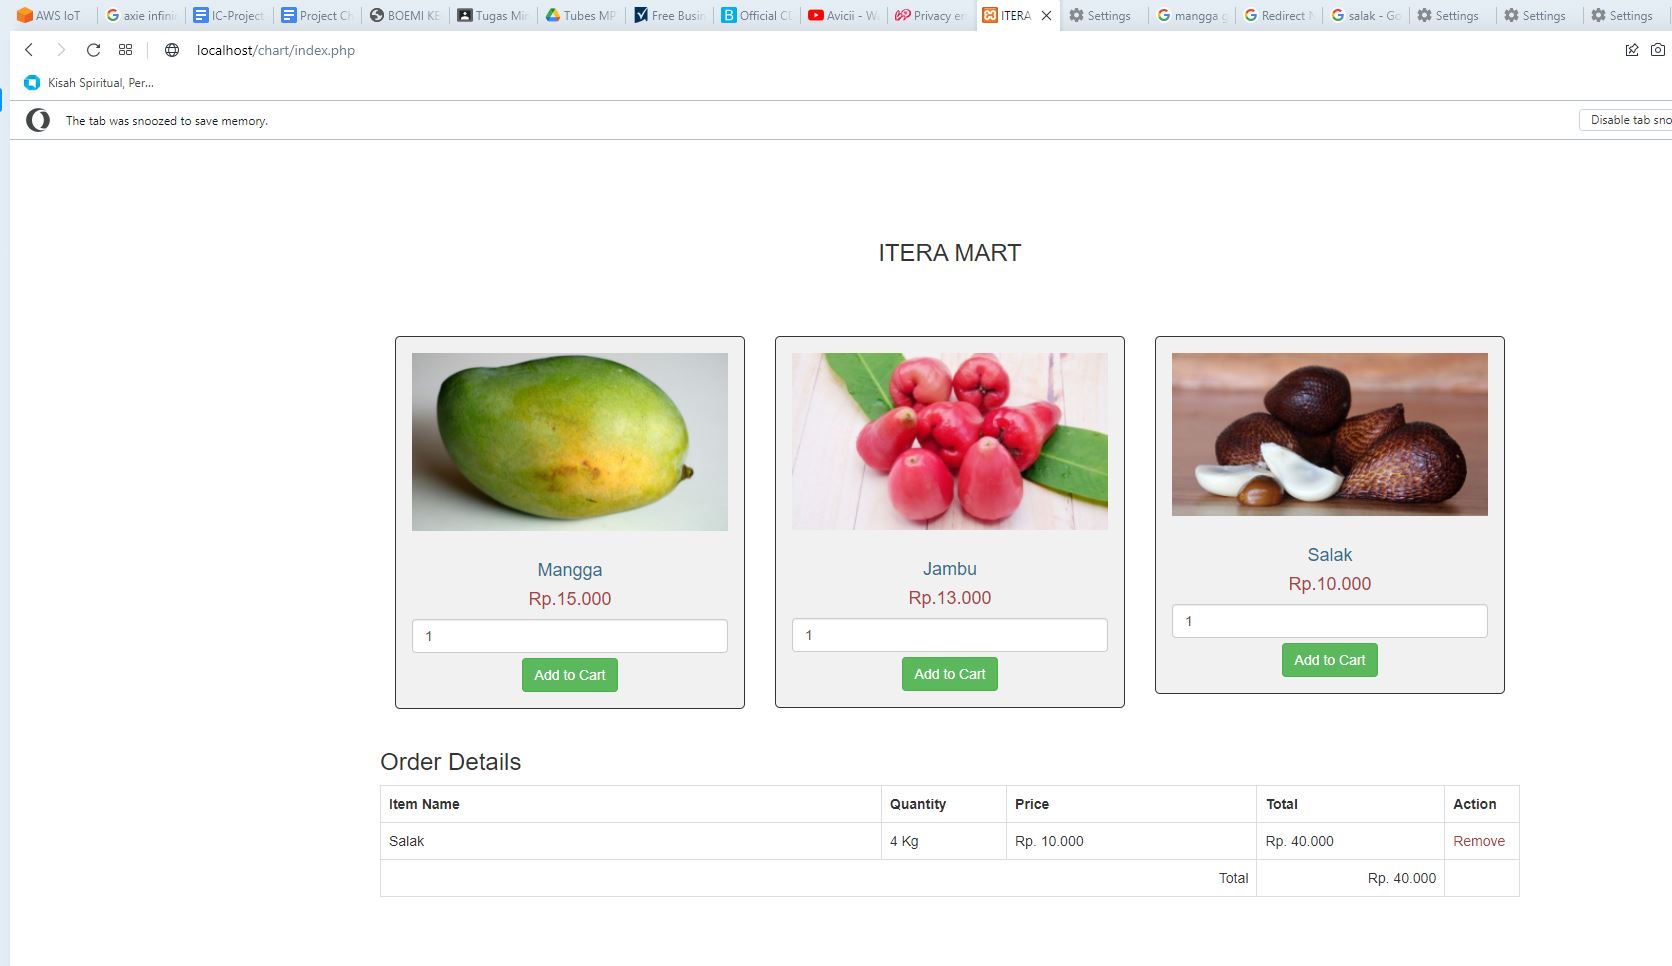 AWS IoT axie infini IC-Project Project Ch BOEMI KE Tugas Min Tubes MP Free Busin Official CD Avicii - W Privacy en ITERA Settings mangga g Redirect salak - Go Settings Settings Settings
localhost/chart/index.php
Kisah Spiritual, Per...
The tab was snoozed to save memory. Disable tab sno
ITERA MART
Mangga
Rp.15.000
1
Add to Cart
Jambu
Rp.13.000
1
Add to Cart
Salak
Rp.10.000
1
Add to Cart
Order Details
Item Name Quantity Price Total Action
Salak 4 Kg Rp. 10.000 Rp. 40.000 Remove
Total Rp. 40.000